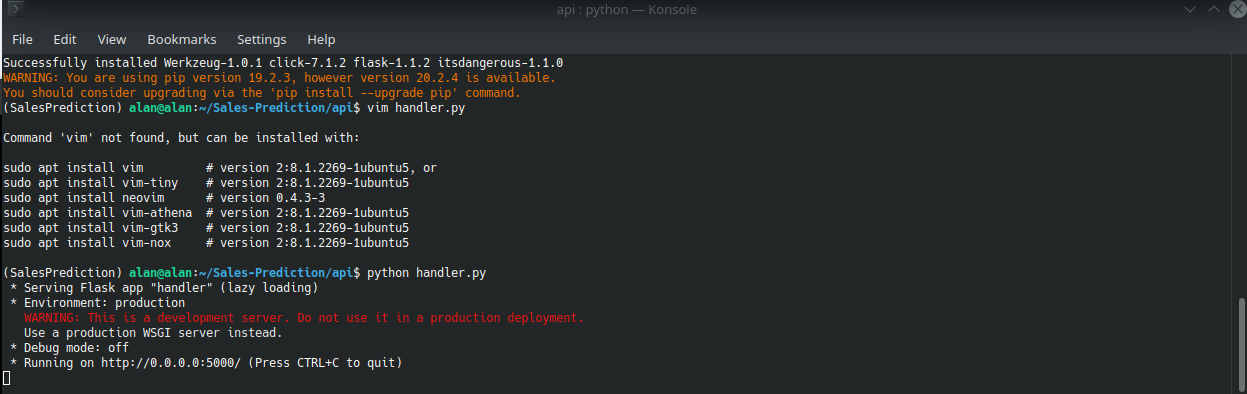 api : python — Konsole
File Edit View Bookmarks Settings Help
Successfully installed Werkzeug-1.0.1 click-7.1.2 flask-1.1.2 itsdangerous-1.1.0
WARNING: You are using pip version 19.2.3, however version 20.2.4 is available.
You should consider upgrading via the 'pip install --upgrade pip' command.
(SalesPrediction) alan@alan:~/Sales-Prediction/api$ vim handler.py
Command 'vim' not found, but can be installed with:
sudo apt install vim         # version 2:8.1.2269-1ubuntu5, or
sudo apt install vim-tiny    # version 2:8.1.2269-1ubuntu5
sudo apt install neovim      # version 0.4.3-3
sudo apt install vim-athena  # version 2:8.1.2269-1ubuntu5
sudo apt install vim-gtk3    # version 2:8.1.2269-1ubuntu5
sudo apt install vim-nox     # version 2:8.1.2269-1ubuntu5
(SalesPrediction) alan@alan:~/Sales-Prediction/api$ python handler.py
 * Serving Flask app "handler" (lazy loading)
 * Environment: production
   WARNING: This is a development server. Do not use it in a production deployment.
   Use a production WSGI server instead.
 * Debug mode: off
 * Running on http://0.0.0.0:5000/ (Press CTRL+C to quit)